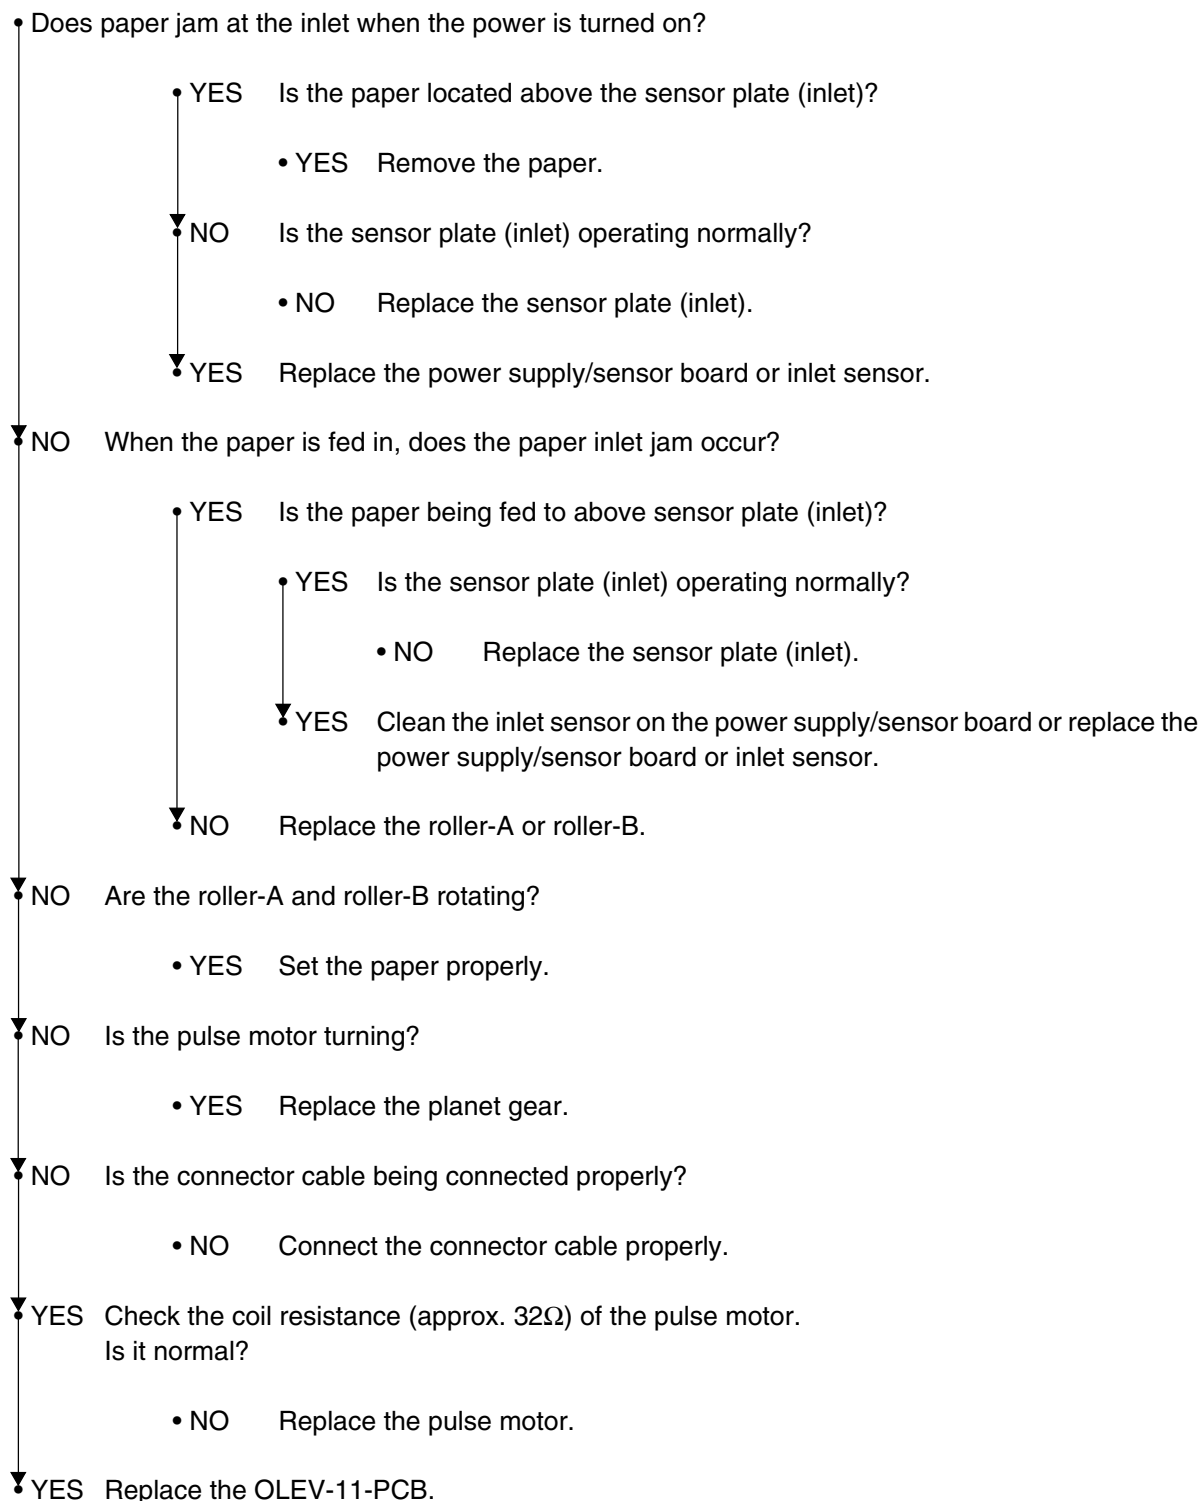 • Does paper jam at the inlet when the power is turned on?
• YES Is the paper located above the sensor plate (inlet)?
• YES Remove the paper.
• NO Is the sensor plate (inlet) operating normally?
• NO Replace the sensor plate (inlet).
• YES Replace the power supply/sensor board or inlet sensor.
• NO When the paper is fed in, does the paper inlet jam occur?
• YES Is the paper being fed to above sensor plate (inlet)?
• YES Is the sensor plate (inlet) operating normally?
• NO Replace the sensor plate (inlet).
• YES Clean the inlet sensor on the power supply/sensor board or replace the
power supply/sensor board or inlet sensor.
• NO Replace the roller-A or roller-B.
• NO Are the roller-A and roller-B rotating?
• YES Set the paper properly.
• NO Is the pulse motor turning?
• YES Replace the planet gear.
• NO Is the connector cable being connected properly?
• NO Connect the connector cable properly.
• YES Check the coil resistance (approx. 32Ω) of the pulse motor.
Is it normal?
• NO Replace the pulse motor.
• YES Replace the OLEV-11-PCB.